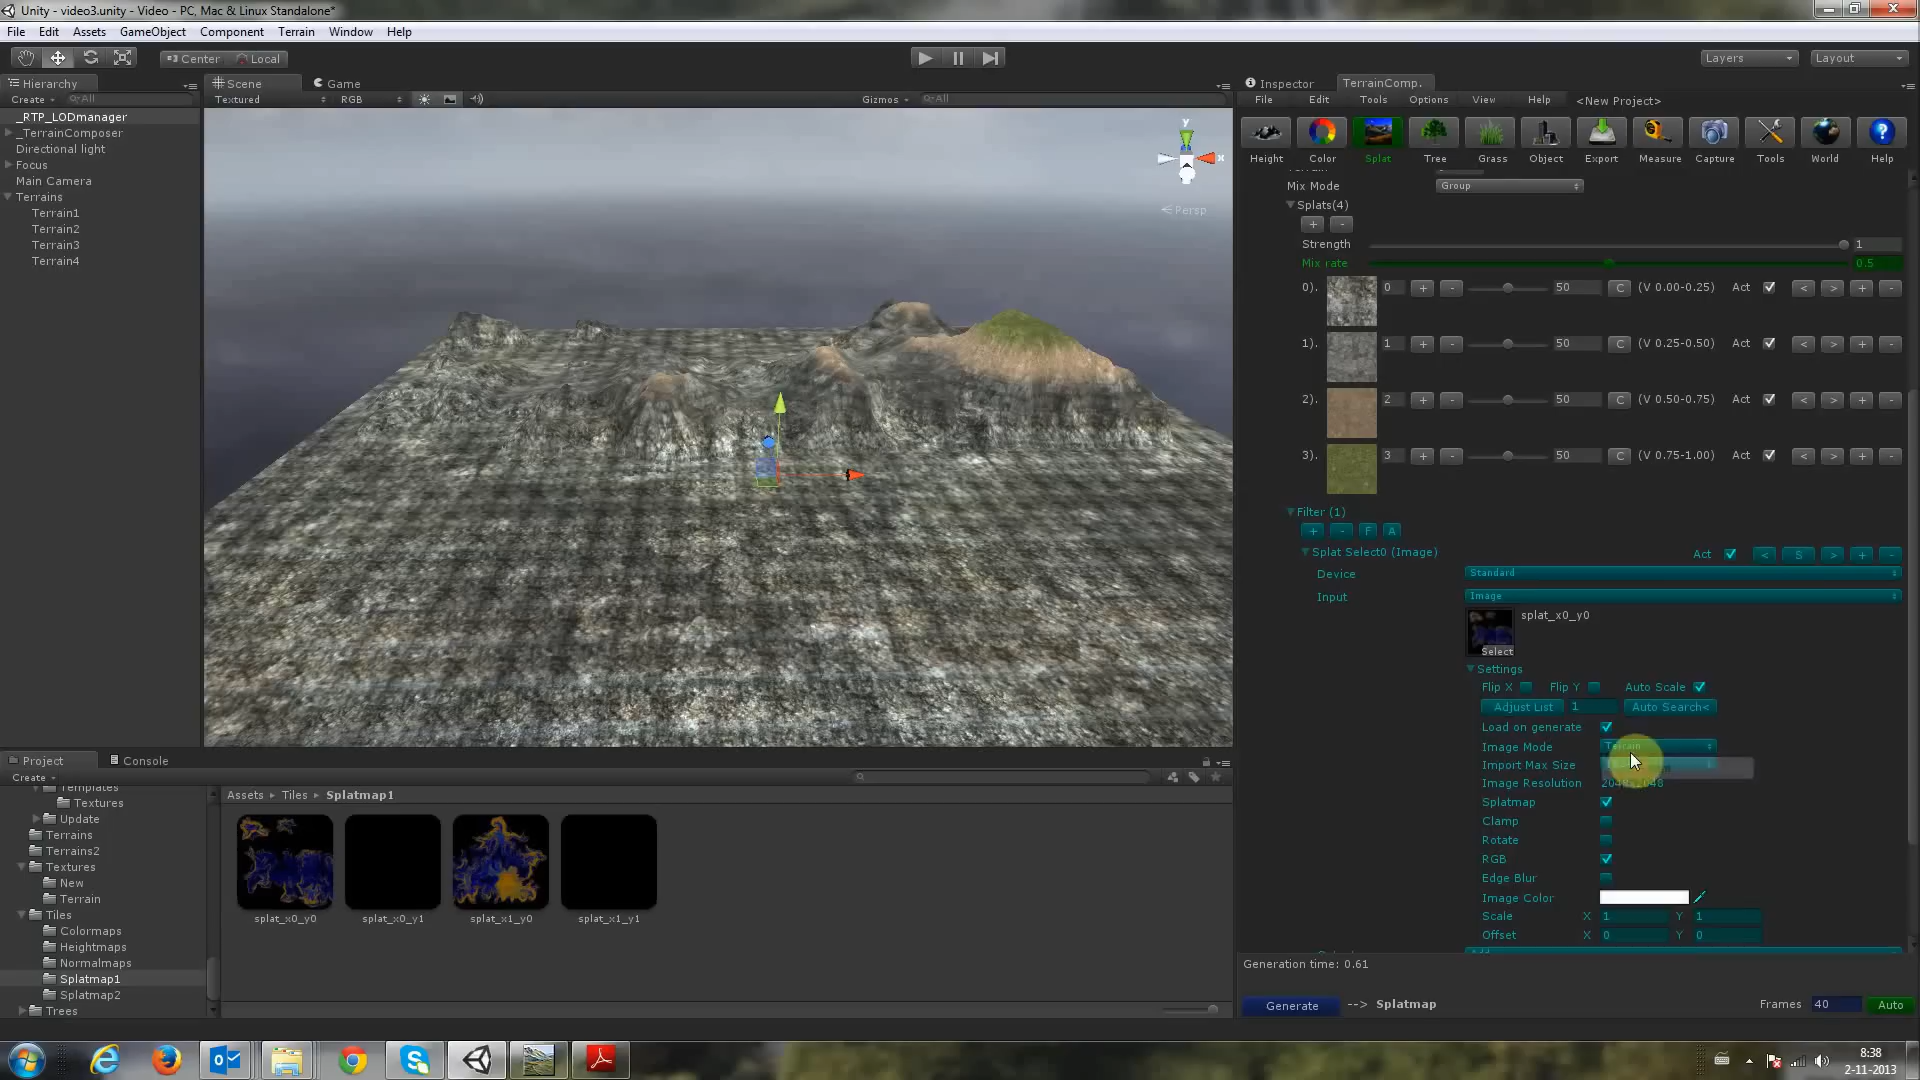 Unity - video3.unity - Video - PC, Mac & Linux Standalone*
File Edit Assets GameObject Component Terrain Window Help
Center Local
Layers Layout
Hierarchy
Create All
_RTP_LODmanager
_TerrainComposer
Directional light
Focus
Main Camera
Terrains
Terrain1
Terrain2
Terrain3
Terrain4
Scene Game
Textured RGB Gizmos All
y
x
Persp
Inspector TerrainComp.
File Edit Tools Options View Help <New Project>
Height Color Splat Tree Grass Object Export Measure Capture Tools World Help
Mix Mode Group
Splats(4)
+ -
Strength 1
Mix rate 0.5
0). 0 + - 50 C (V 0.00-0.25) Act < > + -
1). 1 + - 50 C (V 0.25-0.50) Act < > + -
2). 2 + - 50 C (V 0.50-0.75) Act < > + -
3). 3 + - 50 C (V 0.75-1.00) Act < > + -
Filter (1)
+ - F A
Splat Select0 (Image) Act < S > + -
Device Standard
Input Image
splat_x0_y0
Select
Settings
Flip X Flip Y Auto Scale
Adjust List 1 Auto Search<
Load on generate
Image Mode Terrain
Import Max Size
Image Resolution
Splatmap
Clamp
Rotate
RGB
Edge Blur
Image Color
Scale X 1 Y 1
Offset X 0 Y 0
Generation time: 0.61
Generate --> Splatmap Frames 40 Auto
Project Console
Create
Templates
Textures
Update
Terrains
Terrains2
Textures
New
Terrain
Tiles
Colormaps
Heightmaps
Normalmaps
Splatmap1
Splatmap2
Trees
Assets Tiles Splatmap1
splat_x0_y0 splat_x0_y1 splat_x1_y0 splat_x1_y1
8:38
2-11-2013